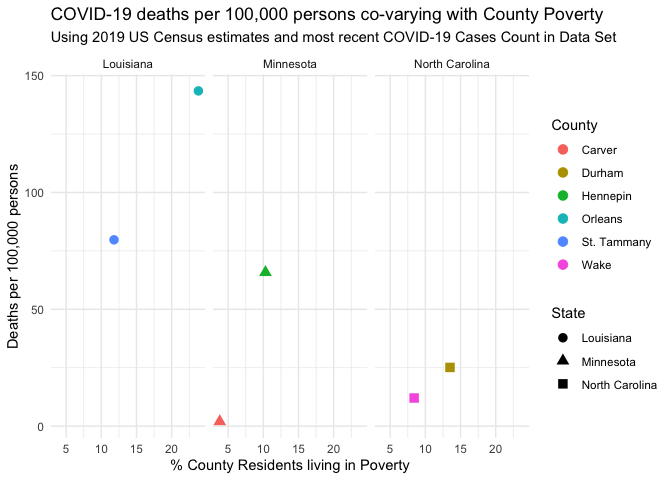 COVID-19 deaths per 100,000 persons co-varying with County Poverty
Using 2019 US Census estimates and most recent COVID-19 Cases Count in Data Set
Louisiana
Minnesota
North Carolina
Deaths per 100,000 persons
150
100
50
0
5 10 15 20
5 10 15 20
5 10 15 20
% County Residents living in Poverty
County
Carver
Durham
Hennepin
Orleans
St. Tammany
Wake
State
Louisiana
Minnesota
North Carolina